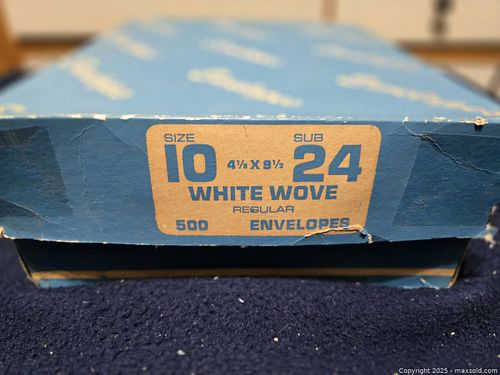 SIZE SUB
10 4⅛ X 9½ 24
WHITE WOVE
REGULAR
500 ENVELOPES
Copyright 2025 - maxsold.com